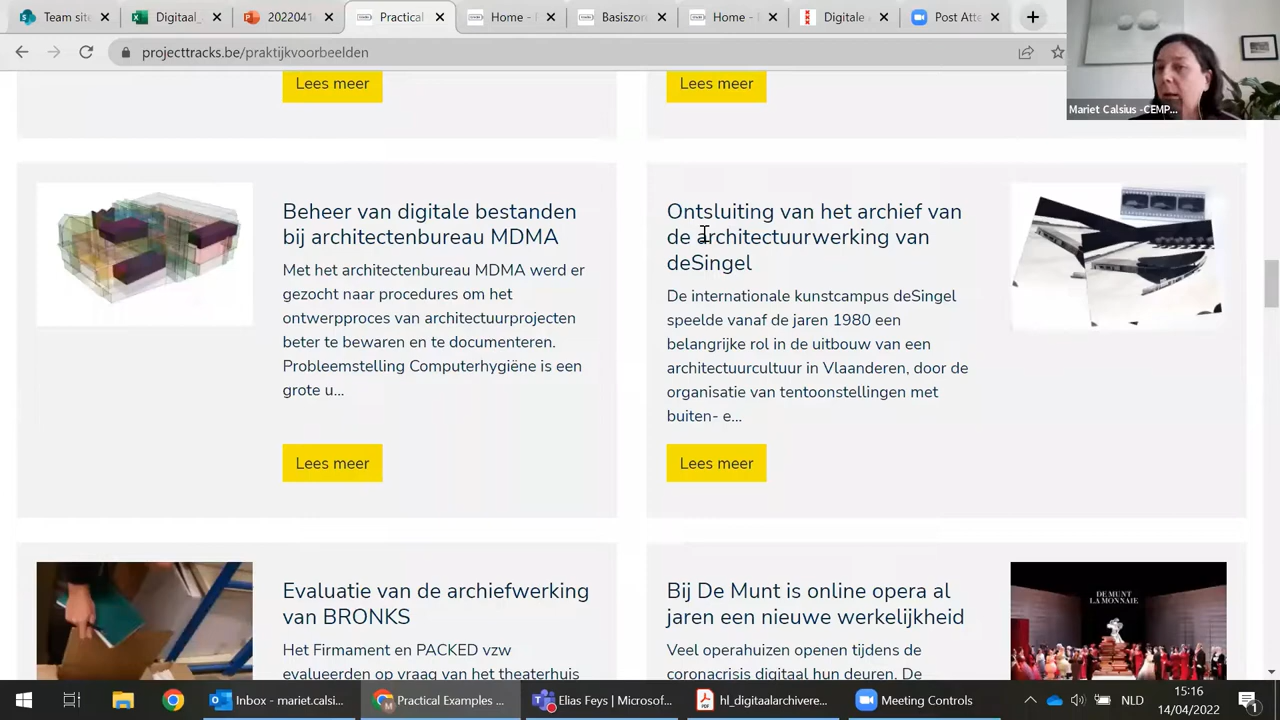 Team site
Digitaal_
2022041
Practical
Home -
Basiszor
Home -
Digitale
Post Atte
projecttracks.be/praktijkvoorbeelden
Mariet Calsius -CEMP...
Lees meer
Lees meer
Beheer van digitale bestanden
bij architectenbureau MDMA
Met het architectenbureau MDMA werd er
gezocht naar procedures om het
ontwerpproces van architectuurprojecten
beter te bewaren en te documenteren.
Probleemstelling Computerhygiëne is een
grote u...
Lees meer
Ontsluiting van het archief van
de architectuurwerking van
deSingel
De internationale kunstcampus deSingel
speelde vanaf de jaren 1980 een
belangrijke rol in de uitbouw van een
architectuurcultuur in Vlaanderen, door de
organisatie van tentoonstellingen met
buiten- e...
Lees meer
Evaluatie van de archiefwerking
van BRONKS
Het Firmament en PACKED vzw
evalueerden op vraag van het theaterhuis
Bij De Munt is online opera al
jaren een nieuwe werkelijkheid
Veel operahuizen openen tijdens de
coronacrisis digitaal hun deuren. De
DE MUNT
LA MONNAIE
Inbox - mariet.calsi...
Practical Examples ...
Elias Feys | Microsof...
hl_digitaalarchivere...
Meeting Controls
NLD
15:16
14/04/2022
1